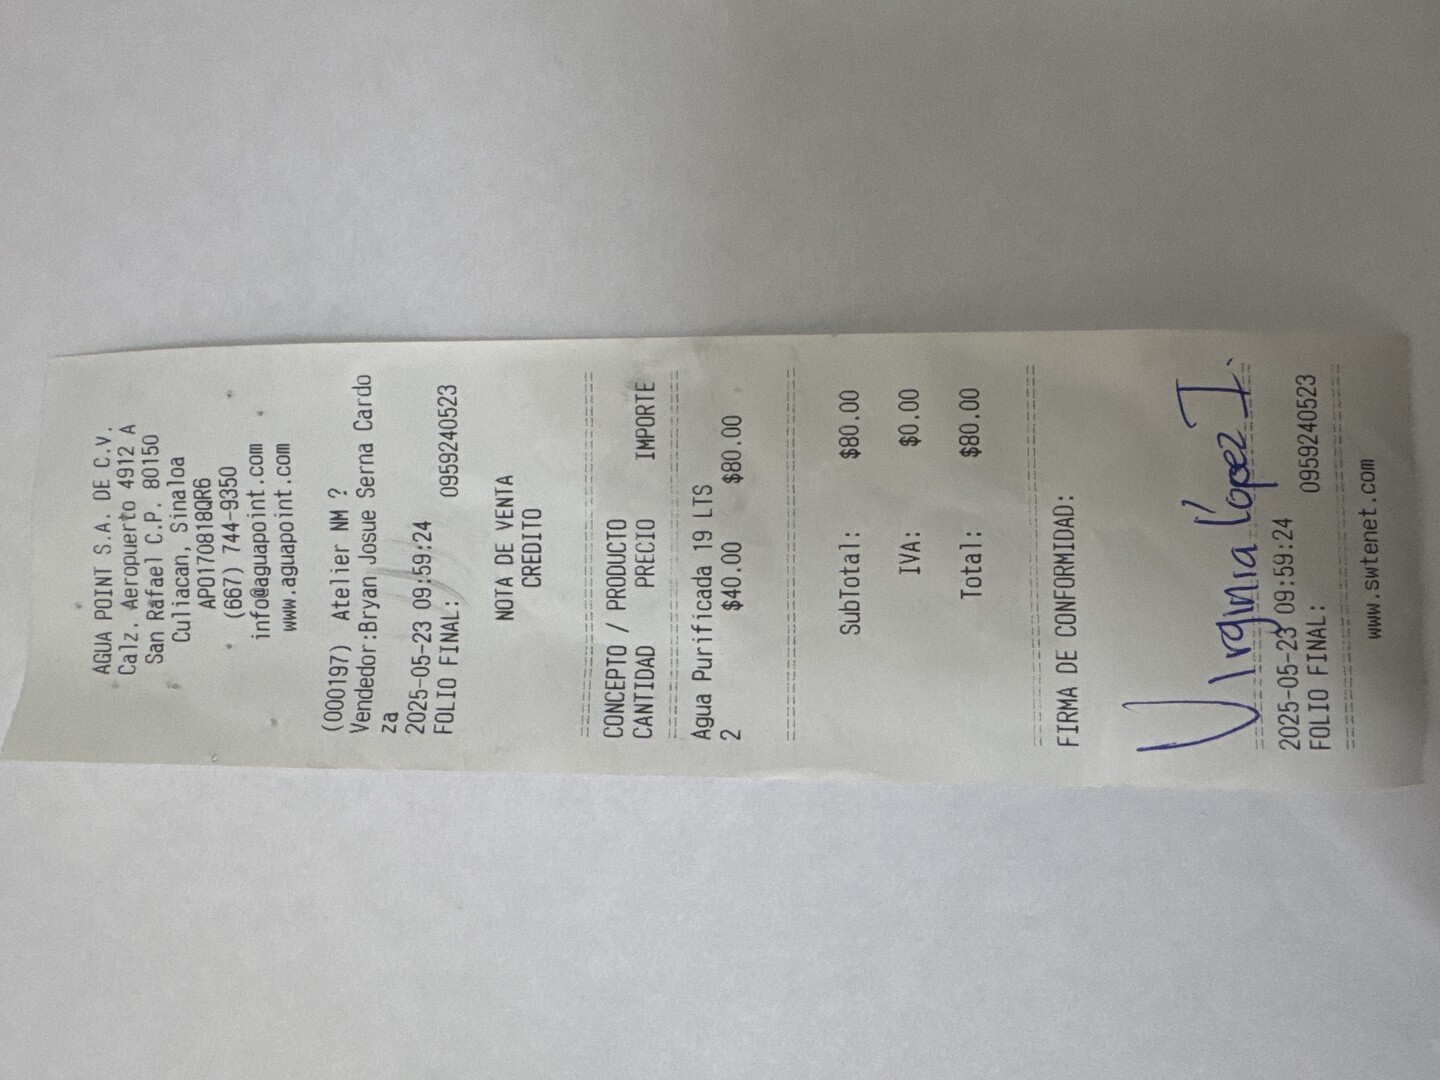 AGUA POINT S.A. DE C.V.
Calz. Aeropuerto 4912 A
San Rafael C.P. 80150
Culiacan, Sinaloa
APO170818QR6
(667) 744-9350
info@aguapoint.com
www.aguapoint.com
(000197) Atelier NM ?
Vendedor:Bryan Josue Serna Cardo
za
2025-05-23 09:59:24
FOLIO FINAL: 0959240523
NOTA DE VENTA
CREDITO
CONCEPTO / PRODUCTO
CANTIDAD PRECIO IMPORTE
Agua Purificada 19 LTS
2 $40.00 $80.00
SubTotal: $80.00
IVA: $0.00
Total: $80.00
FIRMA DE CONFORMIDAD:
Virginia López I.
2025-05-23 09:59:24
FOLIO FINAL: 0959240523
www.swtenet.com